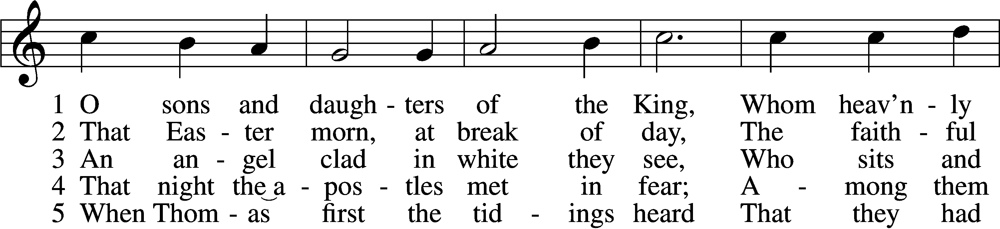 1 O sons and daugh - ters of the King, Whom heav’n - ly
2 That Eas - ter morn, at break of day, The faith - ful
3 An an - gel clad in white they see, Who sits and
4 That night the a - pos - tles met in fear; A - mong them
5 When Thom - as first the tid - ings heard That they had